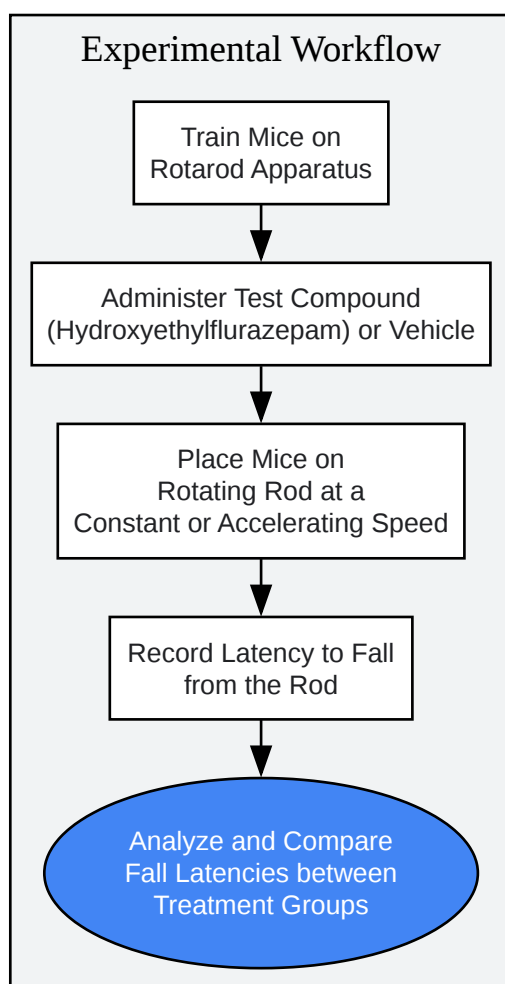 Experimental Workflow
Train Mice on
Rotarod Apparatus
Administer Test Compound
(Hydroxyethylflurazepam) or Vehicle
Place Mice on
Rotating Rod at a
Constant or Accelerating Speed
Record Latency to Fall
from the Rod
Analyze and Compare
Fall Latencies between
Treatment Groups